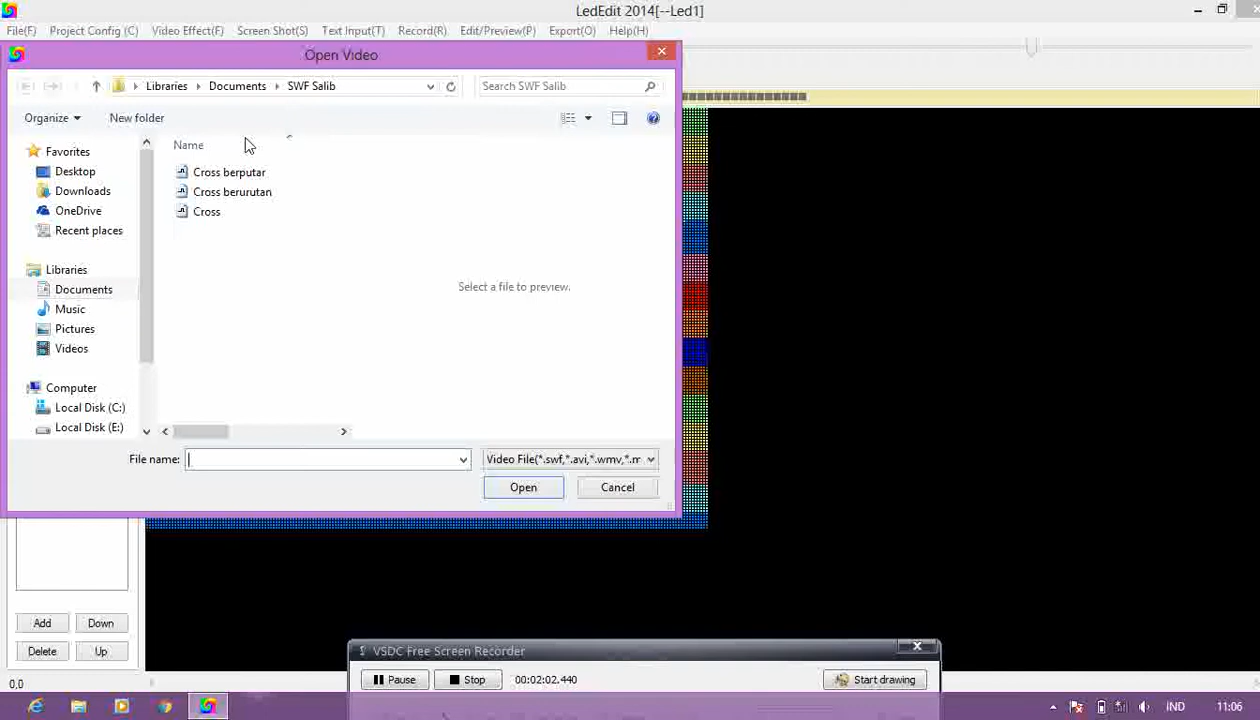 LedEdit 2014[--Led1]
File(F) Project Config (C) Video Effect(F) Screen Shot(S) Text Input(T) Record(R) Edit/Preview(P) Export(O) Help(H)
Open Video
Libraries Documents SWF Salib Search SWF Salib
Organize New folder
Name
Favorites
Desktop
Downloads
OneDrive
Recent places
Libraries
Documents
Music
Pictures
Videos
Computer
Local Disk (C:)
Local Disk (E:)
Cross berputar
Cross berurutan
Cross
Select a file to preview.
File name: Video File(*.swf,*.avi,*.wmv,*.m
Open Cancel
Add Down
Delete Up
0,0
VSDC Free Screen Recorder
Pause Stop 00:02:02.440 Start drawing
IND 11:06